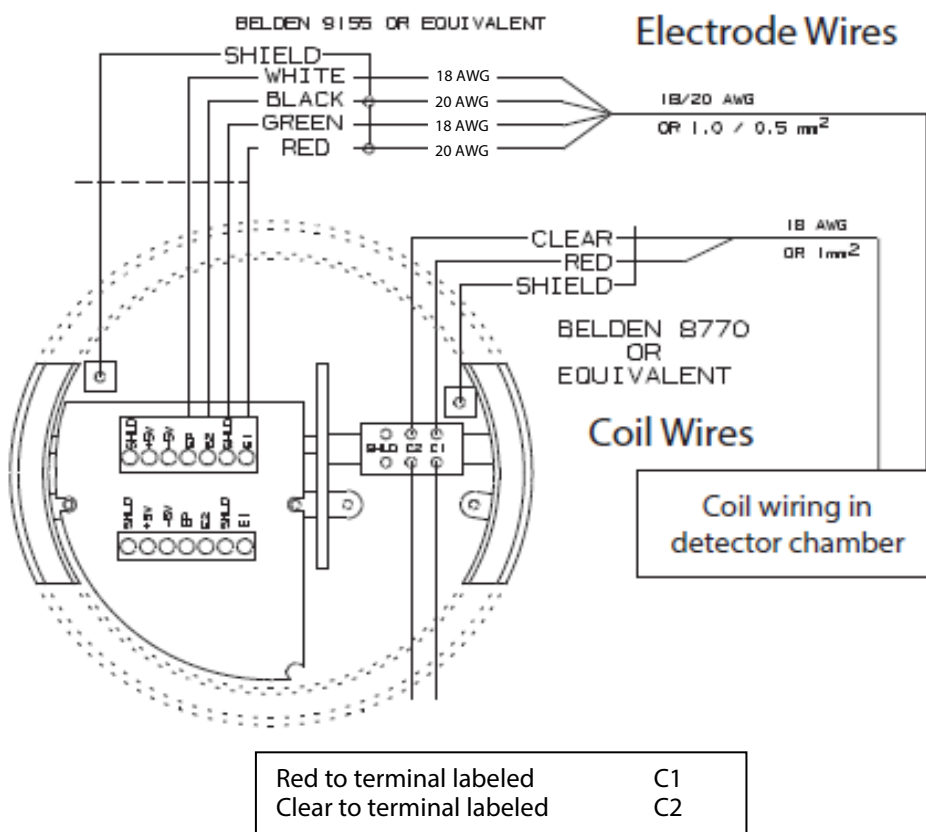 BELDEN 9155 OR EQUIVALENT
Electrode Wires
SHIELD
WHITE 18 AWG
BLACK 20 AWG
GREEN 18 AWG
RED 20 AWG
18/20 AWG
OR 1.0 / 0.5 mm²
CLEAR
RED
SHIELD
18 AWG
OR 1mm²
BELDEN 8770
OR
EQUIVALENT
Coil Wires
SHLD +5V -5V EP E2 SHLD E1
SHLD C2 C1
SHLD +5V -5V EP E2 SHLD E1
Coil wiring in
detector chamber
Red to terminal labeled C1
Clear to terminal labeled C2